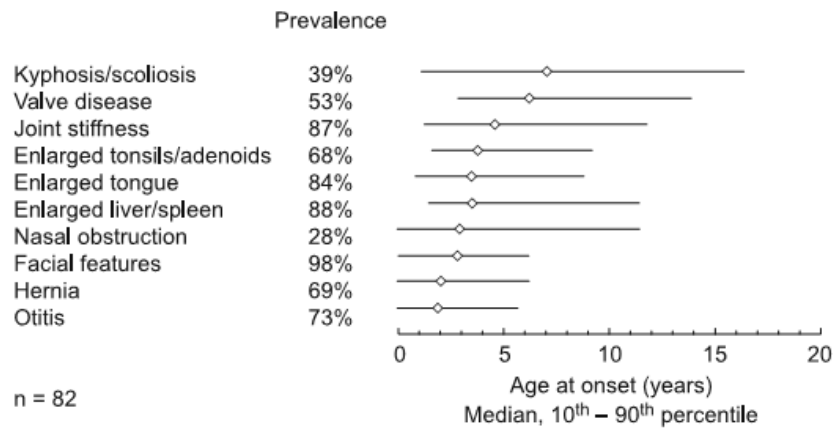 Prevalence
Kyphosis/scoliosis 39%
Valve disease 53%
Joint stiffness 87%
Enlarged tonsils/adenoids 68%
Enlarged tongue 84%
Enlarged liver/spleen 88%
Nasal obstruction 28%
Facial features 98%
Hernia 69%
Otitis 73%
0 5 10 15 20
Age at onset (years)
n = 82
Median, 10th – 90th percentile